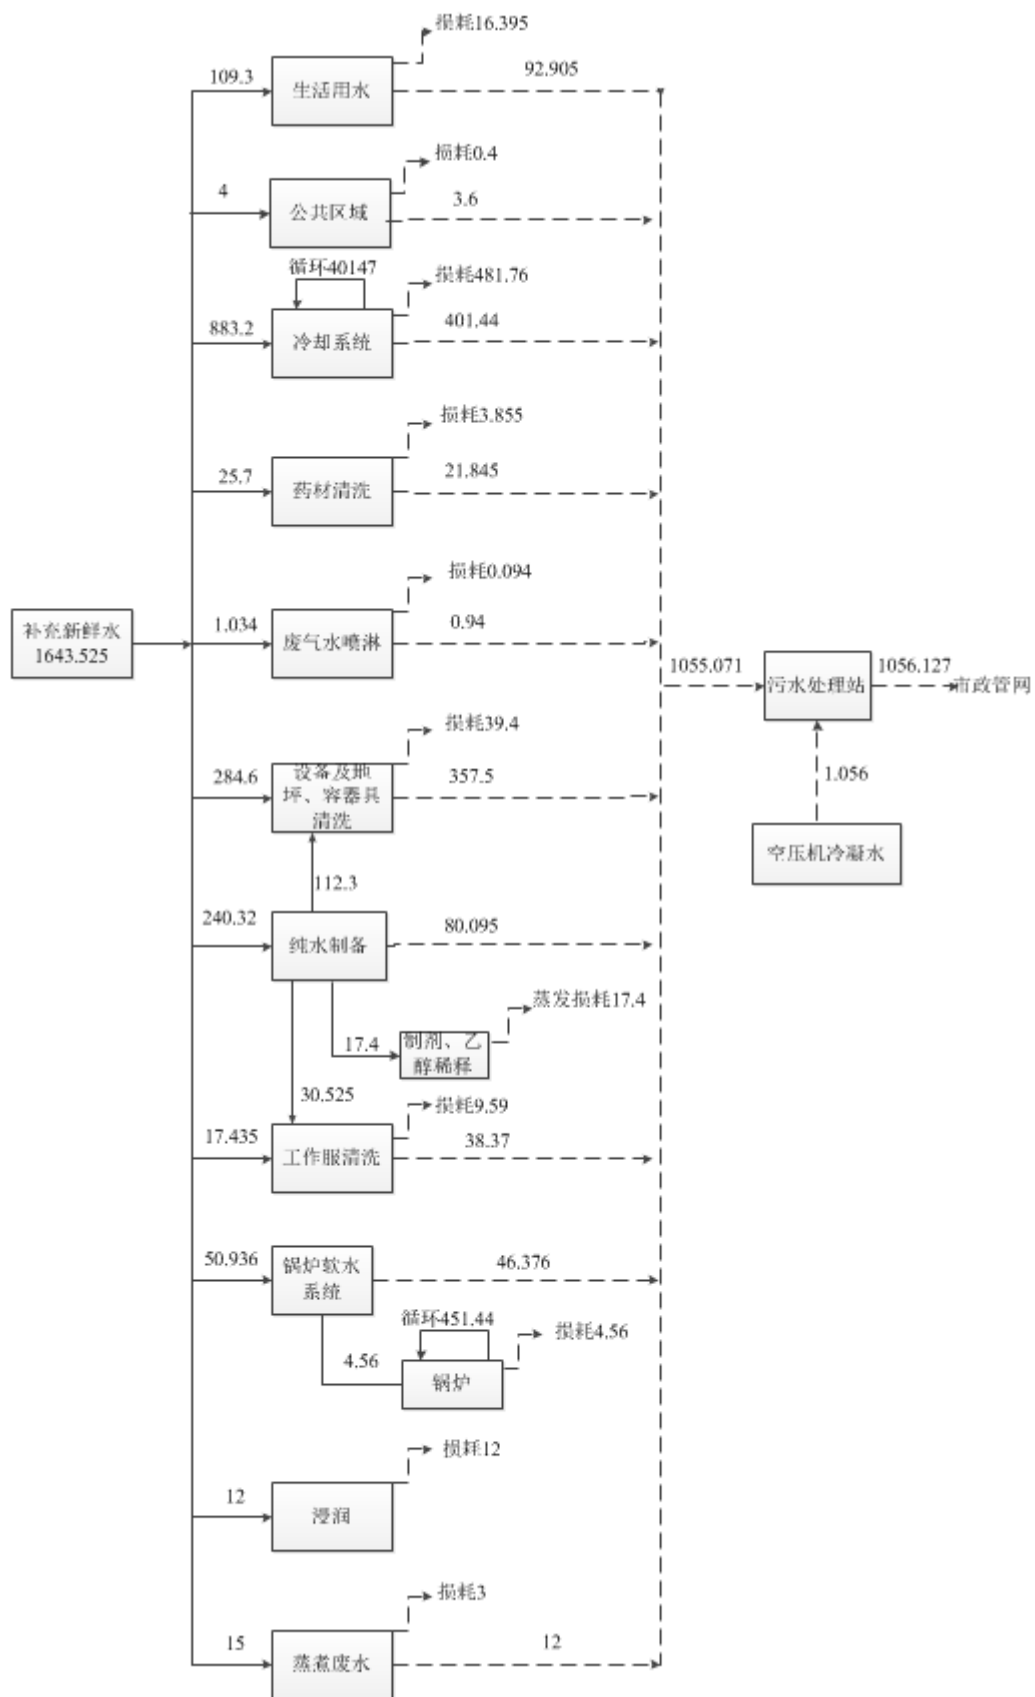 损耗16.395
109.3
生活用水
92.905
损耗0.4
4
公共区域
3.6
循环40147
损耗481.76
883.2
冷却系统
401.44
损耗3.855
25.7
药材清洗
21.845
损耗0.094
补充新鲜水
1643.525
1.034
废气水喷淋
0.94
1055.071
污水处理站
1056.127
市政管网
1.056
空压机冷凝水
损耗39.4
284.6
设备及地
坪、容器具
清洗
357.5
112.3
240.32
纯水制备
80.095
蒸发损耗17.4
17.4
制剂、乙
醇稀释
30.525
损耗9.59
17.435
工作服清洗
38.37
50.936
锅炉软水
系统
46.376
循环451.44
损耗4.56
4.56
锅炉
损耗12
12
浸润
损耗3
15
蒸煮废水
12